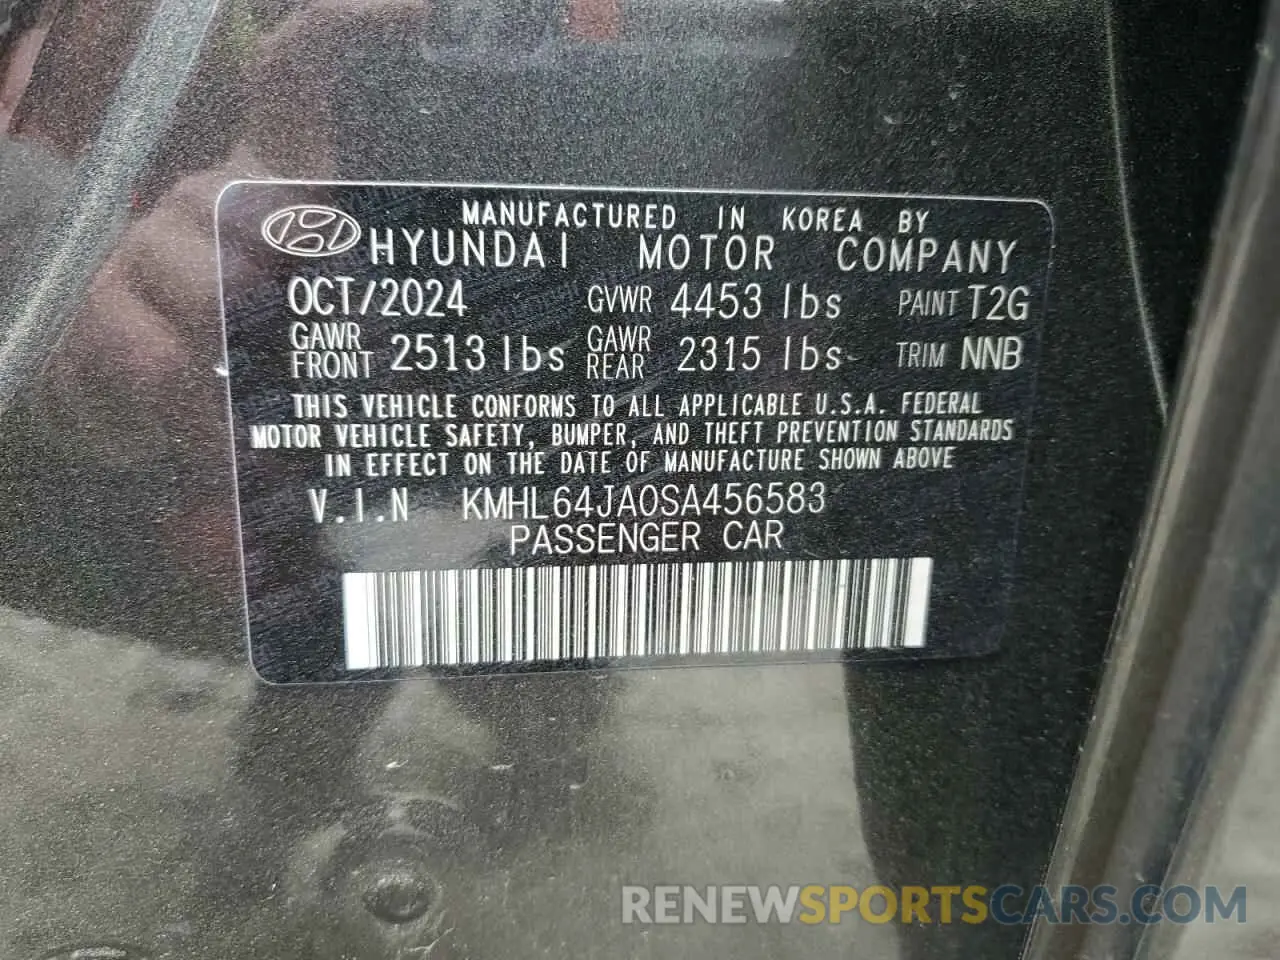 MANUFACTURED IN KOREA BY
HYUNDAI MOTOR COMPANY
OCT/2024 GVWR 4453 lbs PAINT T2G
GAWR FRONT 2513 lbs GAWR REAR 2315 lbs TRIM NNB
THIS VEHICLE CONFORMS TO ALL APPLICABLE U.S.A. FEDERAL
MOTOR VEHICLE SAFETY, BUMPER, AND THEFT PREVENTION STANDARDS
IN EFFECT ON THE DATE OF MANUFACTURE SHOWN ABOVE
V.I.N KMHL64JA0SA456583
PASSENGER CAR
RENEWSPORTSCARS.COM